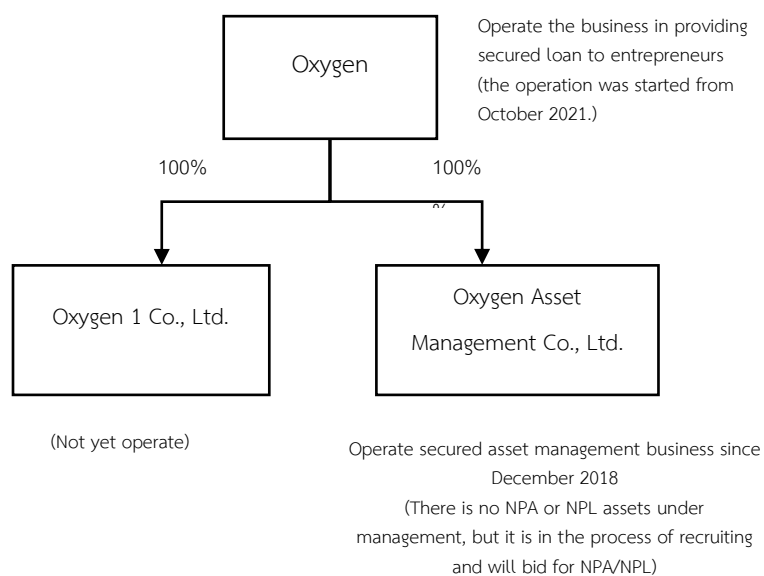 Oxygen
Operate the business in providing
secured loan to entrepreneurs
(the operation was started from
October 2021.)
100%
100%
Oxygen 1 Co., Ltd.
Oxygen Asset
Management Co., Ltd.
(Not yet operate)
Operate secured asset management business since
December 2018
(There is no NPA or NPL assets under
management, but it is in the process of recruiting
and will bid for NPA/NPL)